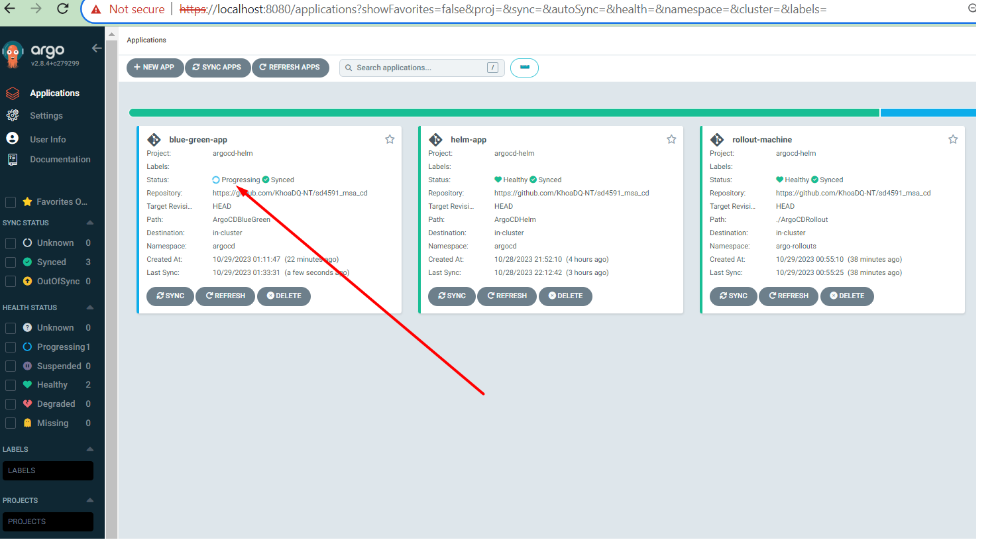 Not secure https://localhost:8080/applications?showFavorites=false&proj=&sync=&autoSync=&health=&namespace=&cluster=&labels=
argo
v2.8.4+c279299
Applications
Settings
User Info
Documentation
Favorites O...
SYNC STATUS
Unknown 0
Synced 3
OutOfSync 0
HEALTH STATUS
Unknown 0
Progressing 1
Suspended 0
Healthy 2
Degraded 0
Missing 0
LABELS
LABELS
PROJECTS
PROJECTS
Applications
+ NEW APP SYNC APPS REFRESH APPS Search applications... /
blue-green-app
Project: argocd-helm
Labels:
Status: Progressing Synced
Repository: https://github.com/KhoaDQ-NT/sd4591_msa_cd
Target Revisi... HEAD
Path: ArgoCDBlueGreen
Destination: in-cluster
Namespace: argocd
Created At: 10/29/2023 01:11:47 (22 minutes ago)
Last Sync: 10/29/2023 01:33:31 (a few seconds ago)
SYNC REFRESH DELETE
helm-app
Project: argocd-helm
Labels:
Status: Healthy Synced
Repository: https://github.com/KhoaDQ-NT/sd4591_msa_cd
Target Revisi... HEAD
Path: ArgoCDHelm
Destination: in-cluster
Namespace: argocd
Created At: 10/28/2023 21:52:10 (4 hours ago)
Last Sync: 10/28/2023 22:12:42 (3 hours ago)
SYNC REFRESH DELETE
rollout-machine
Project: argocd-helm
Labels:
Status: Healthy Synced
Repository: https://github.com/KhoaDQ-NT/sd4591_msa_cd
Target Revisi... HEAD
Path: ./ArgoCDRollout
Destination: in-cluster
Namespace: argo-rollouts
Created At: 10/29/2023 00:55:10 (38 minutes ago)
Last Sync: 10/29/2023 00:55:25 (38 minutes ago)
SYNC REFRESH DELETE